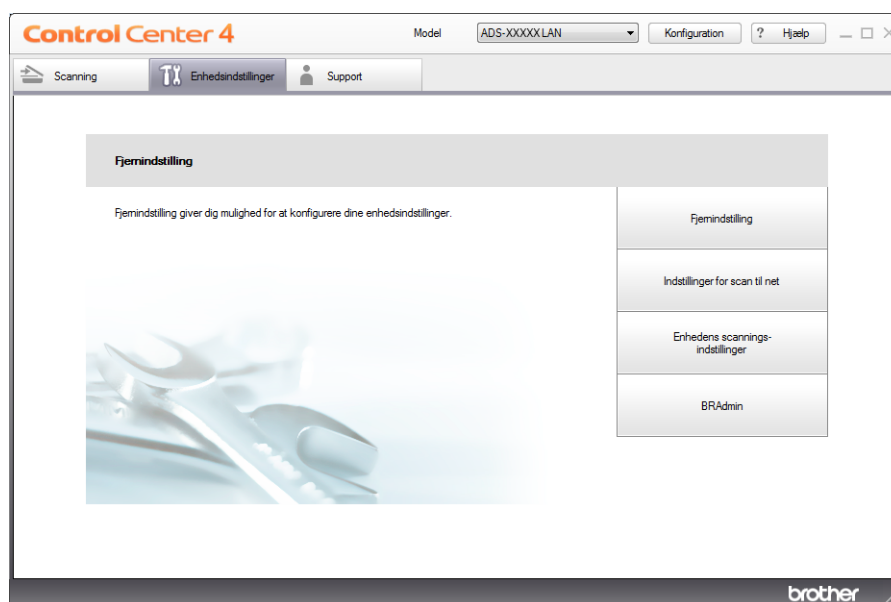 Control Center 4
Model
ADS-XXXXX LAN
Konfiguration
? Hjælp
Scanning
Enhedsindstillinger
Support
Fjernindstilling
Fjernindstilling giver dig mulighed for at konfigurere dine enhedsindstillinger.
Fjernindstilling
Indstillinger for scan til net
Enhedens scannings-
indstillinger
BRAdmin
brother